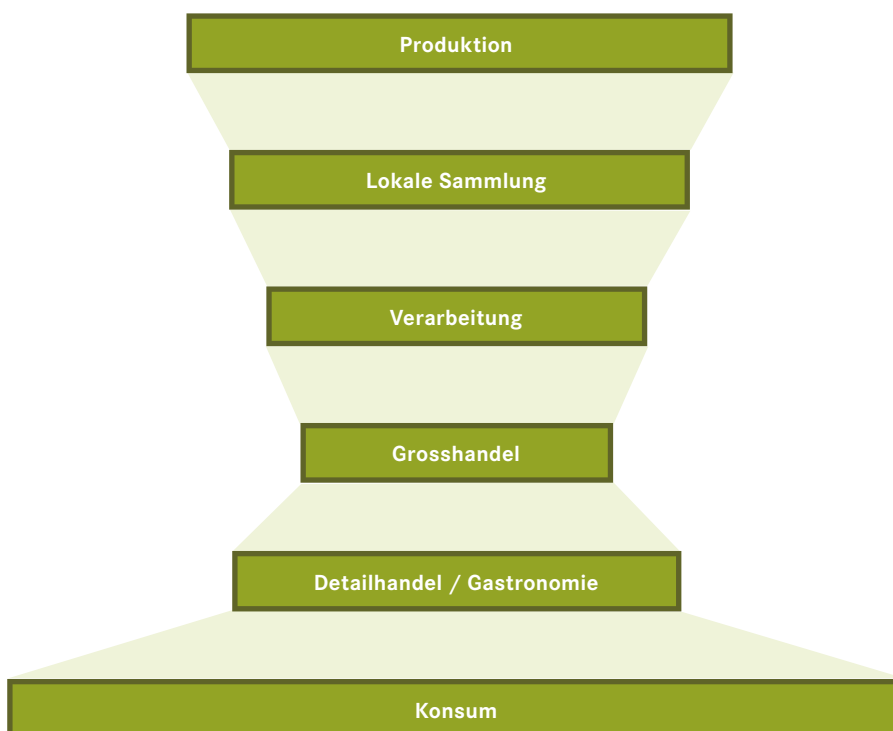 Produktion
Lokale Sammlung
Verarbeitung
Grosshandel
Detailhandel / Gastronomie
Konsum